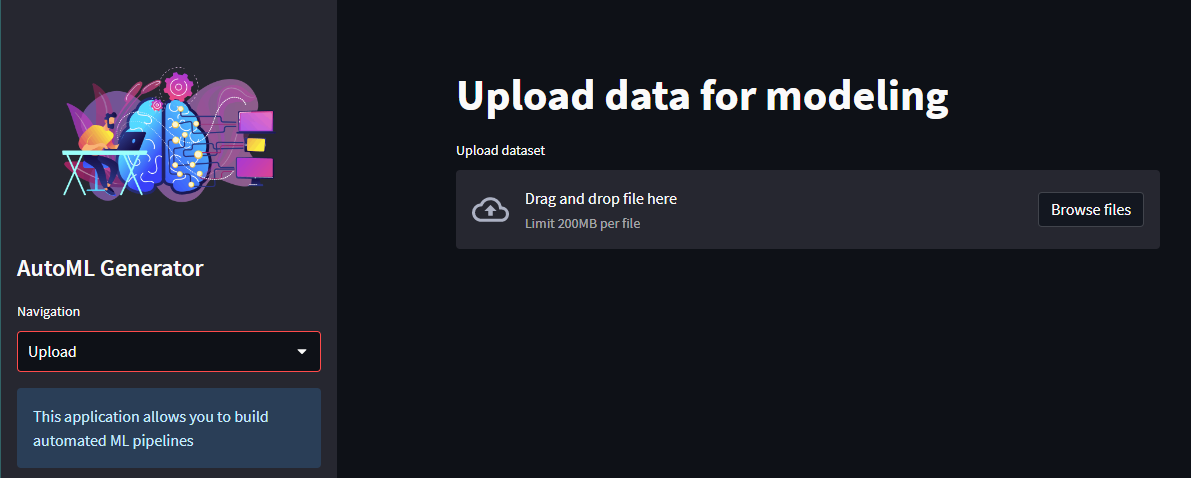 AutoML Generator
Navigation
Upload
This application allows you to build
automated ML pipelines
Upload data for modeling
Upload dataset
Drag and drop file here
Limit 200MB per file
Browse files